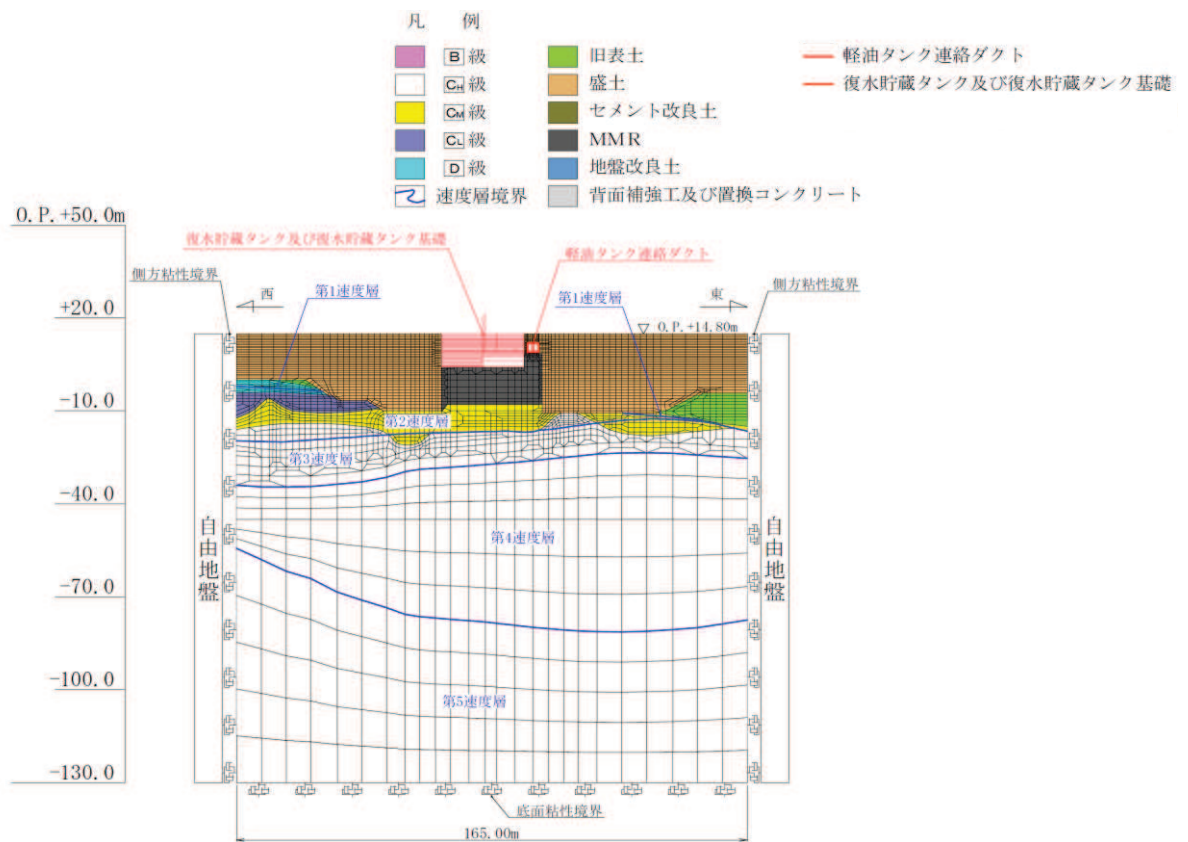 凡 例
B 級
CH 級
CM 級
CL 級
D 級
速度層境界
旧表土
盛土
セメント改良土
MMR
地盤改良土
背面補強工及び置換コンクリート
軽油タンク連絡ダクト
復水貯蔵タンク及び復水貯蔵タンク基礎
O.P.+50.0m
+20.0
-10.0
-40.0
-70.0
-100.0
-130.0
復水貯蔵タンク及び復水貯蔵タンク基礎
軽油タンク連絡ダクト
側方粘性境界
側方粘性境界
西
東
第1速度層
第1速度層
O.P.+14.80m
第2速度層
第3速度層
第4速度層
第5速度層
自由地盤
自由地盤
底面粘性境界
165.00m